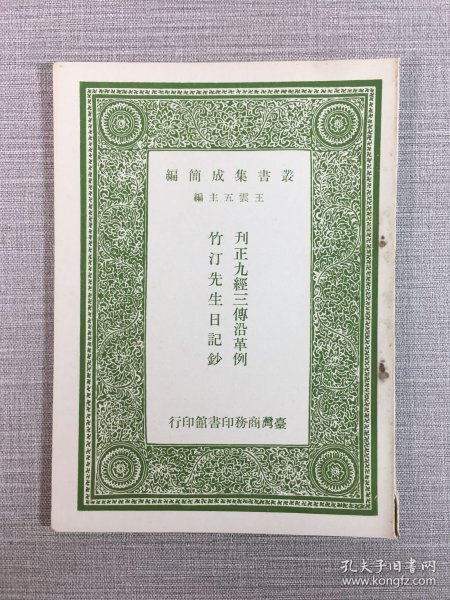 叢書集成簡編
王雲五主編
刊正九經三傳沿革例
竹汀先生日記鈔
臺灣商務印書館印行
孔夫子旧书网
www.kongfz.com